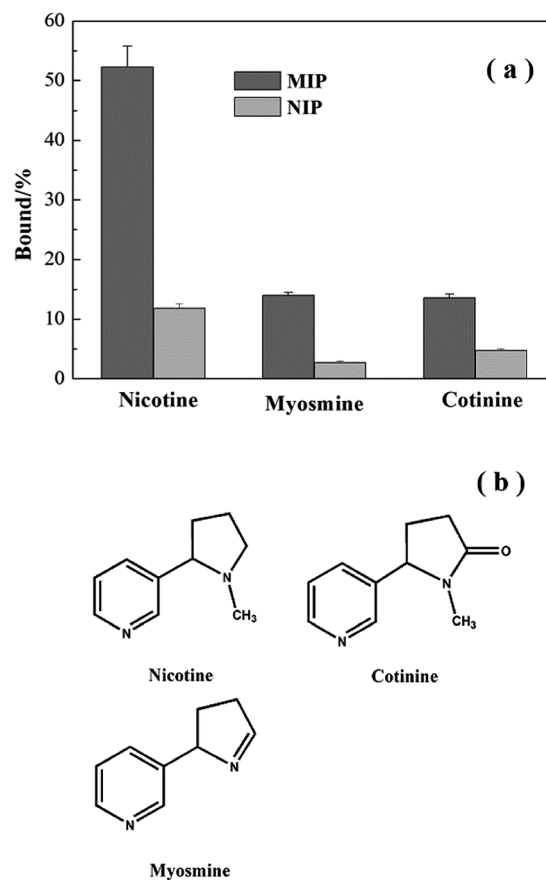 ( a )
MIP
NIP
60
50
40
30
20
10
0
Bound/%
Nicotine
Myosmine
Cotinine
( b )
N
N
CH3
Nicotine
N
N
O
CH3
Cotinine
N
N
Myosmine